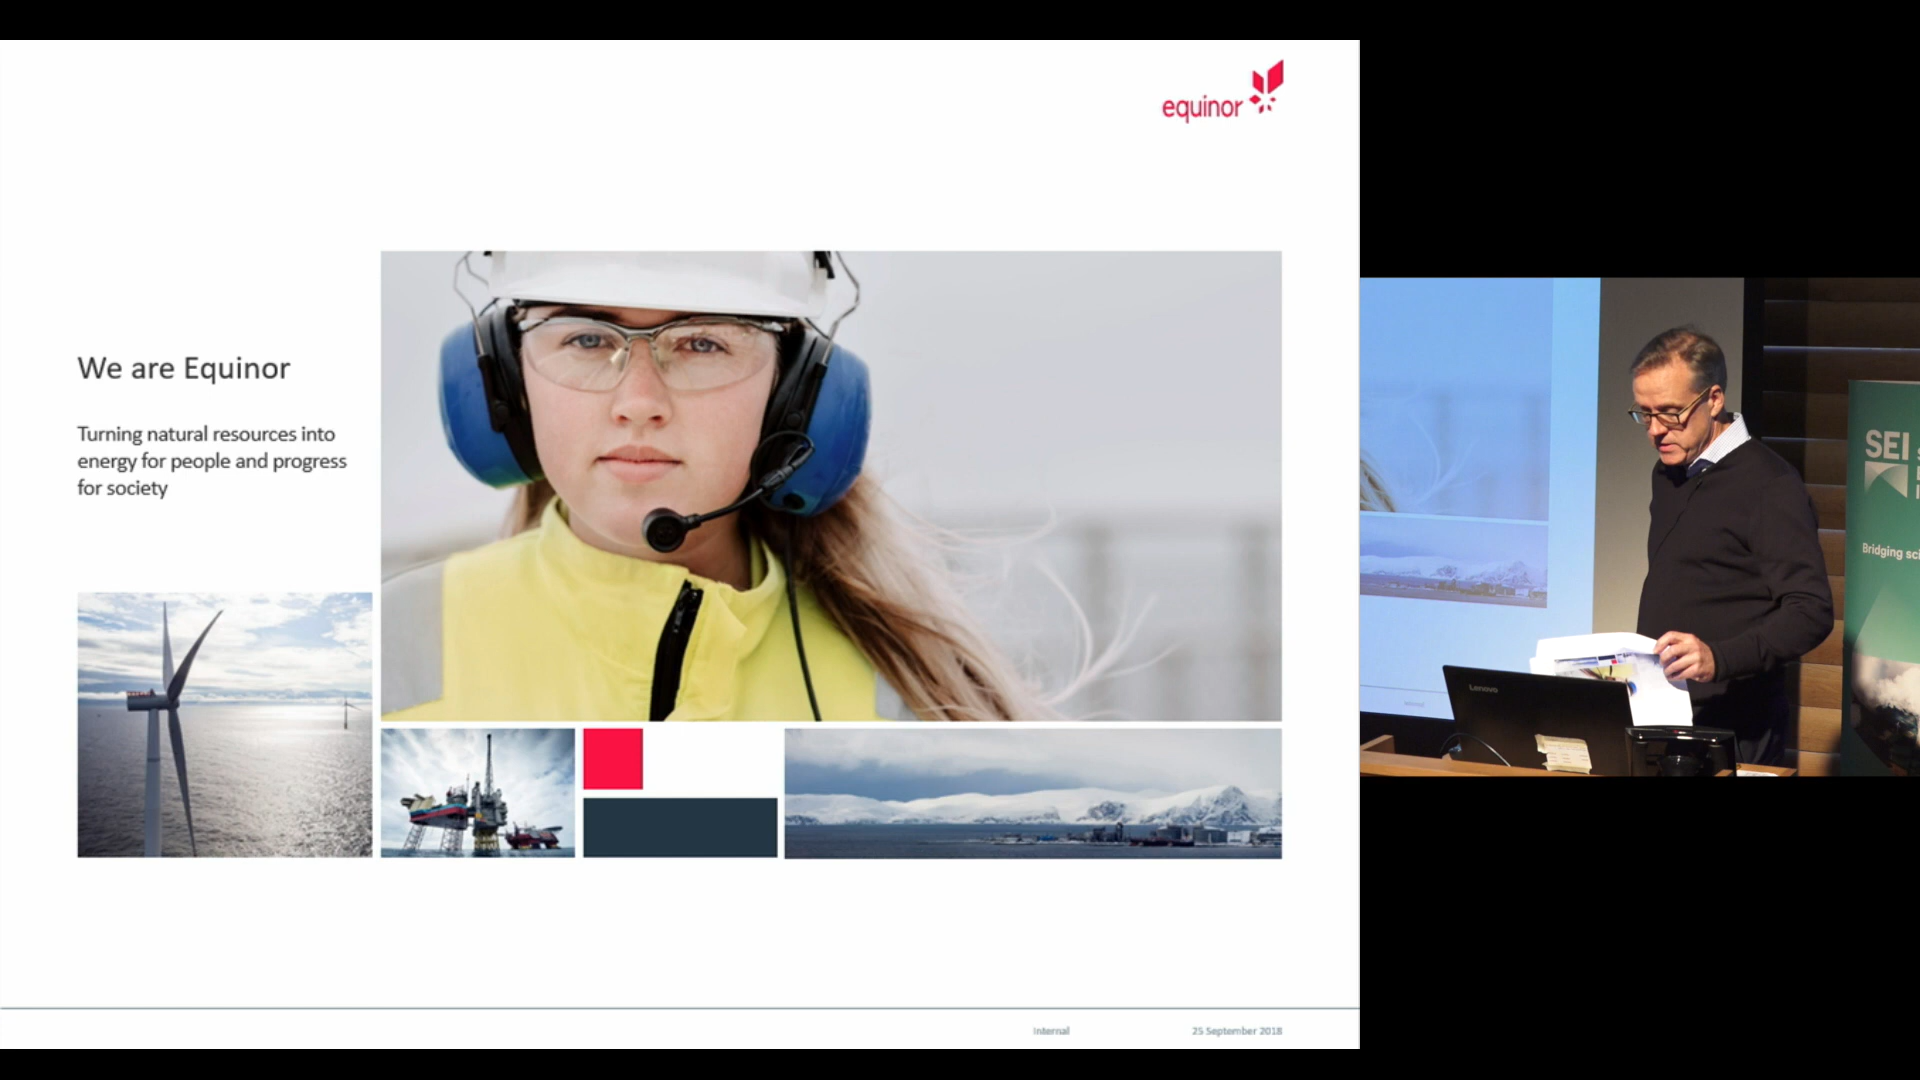 equinor
We are Equinor
Turning natural resources into
energy for people and progress
for society
Internal
25 September 2018
Lenovo
SEI
Bridging